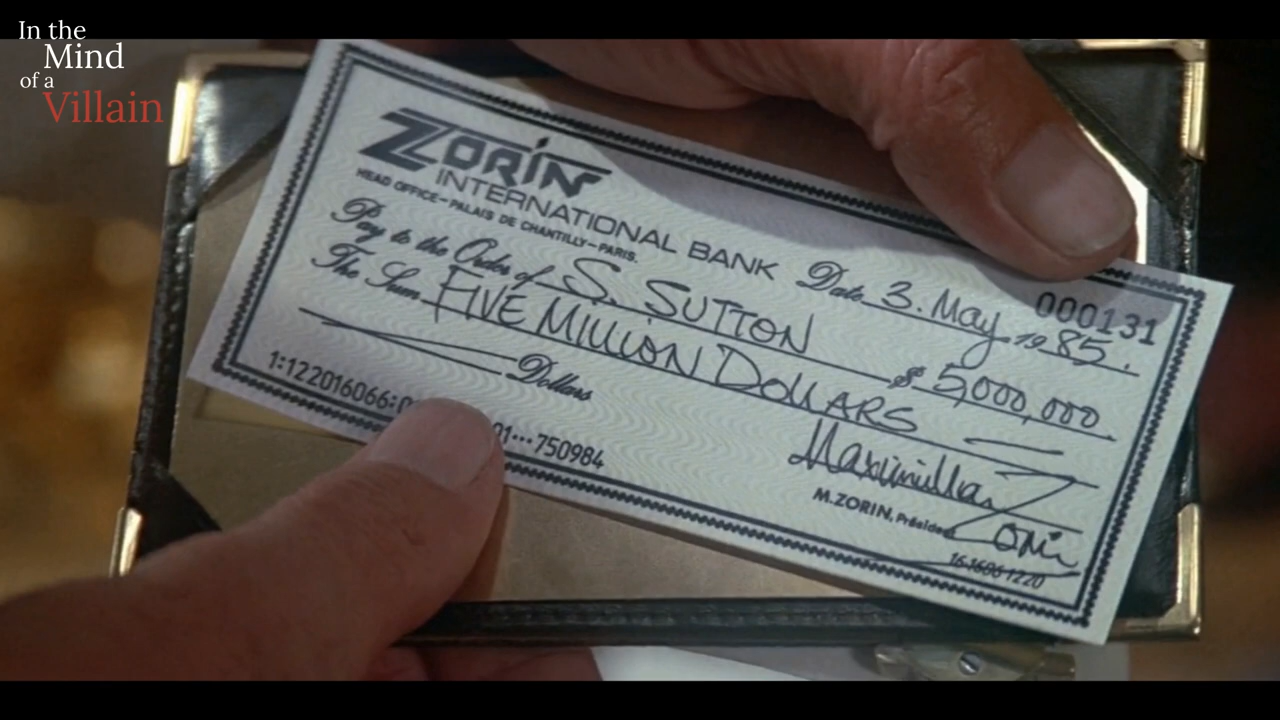 In the
Mind
of a
Villain
ZORIN
INTERNATIONAL BANK
HEAD OFFICE-PALAIS DE CHANTILLY-PARIS.
000131
Date 3. May 1985.
Pay to the Order of S. SUTTON $ 5,000,000
The Sum FIVE MILLION DOLLARS
Dollars
M.ZORIN, Président
1:122016066: 01··· 750984